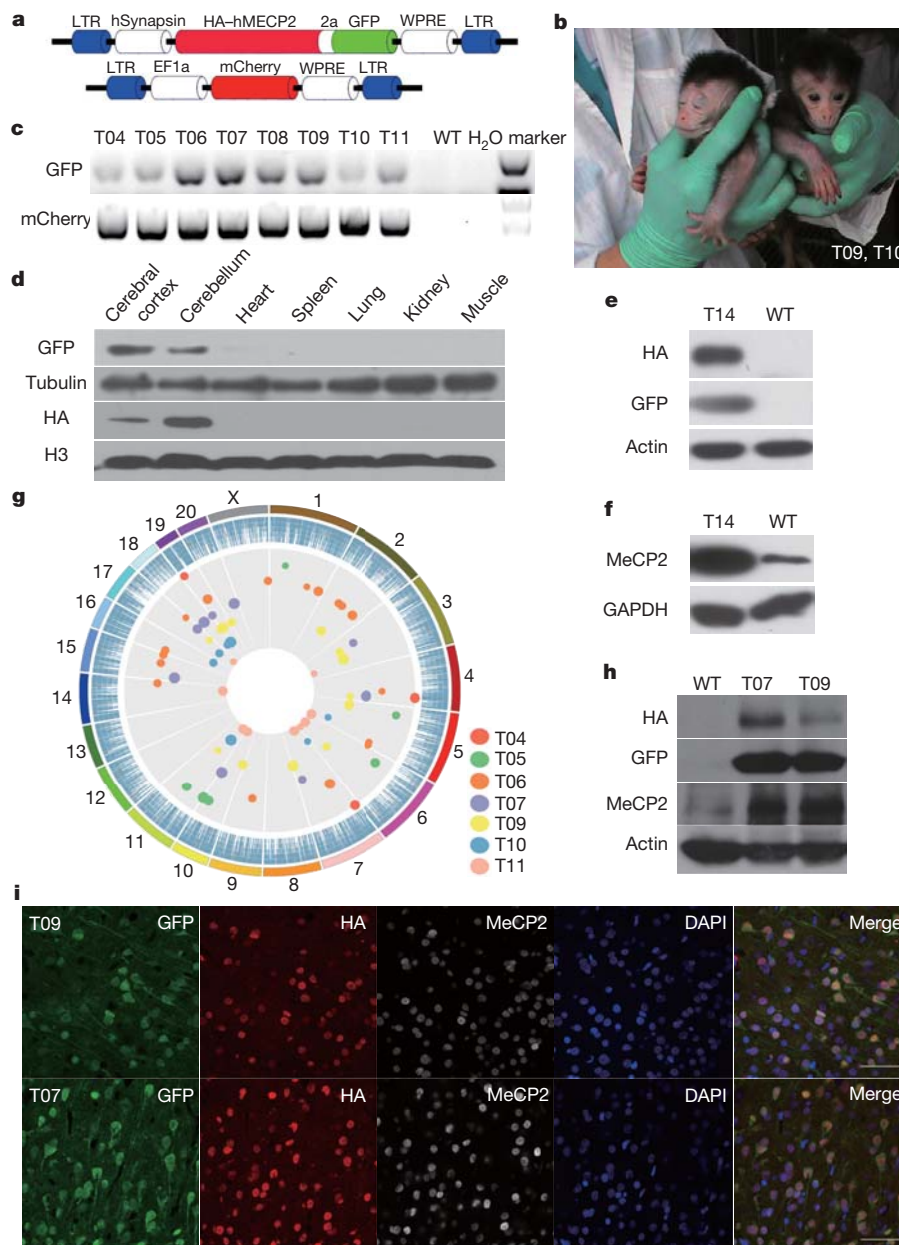 a
LTR hSynapsin HA–hMECP2 2a GFP WPRE LTR
LTR EF1a mCherry WPRE LTR
b
T09, T10
c
T04 T05 T06 T07 T08 T09 T10 T11 WT H2O marker
GFP
mCherry
d
Cerebral cortex Cerebellum Heart Spleen Lung Kidney Muscle
GFP
Tubulin
HA
H3
e
T14 WT
HA
GFP
Actin
f
T14 WT
MeCP2
GAPDH
g
X 1 2 3 4 5 6 7 8 9 10 11 12 13 14 15 16 17 18 19 20
T04
T05
T06
T07
T09
T10
T11
h
WT T07 T09
HA
GFP
MeCP2
Actin
i
T09 GFP HA MeCP2 DAPI Merge
T07 GFP HA MeCP2 DAPI Merge